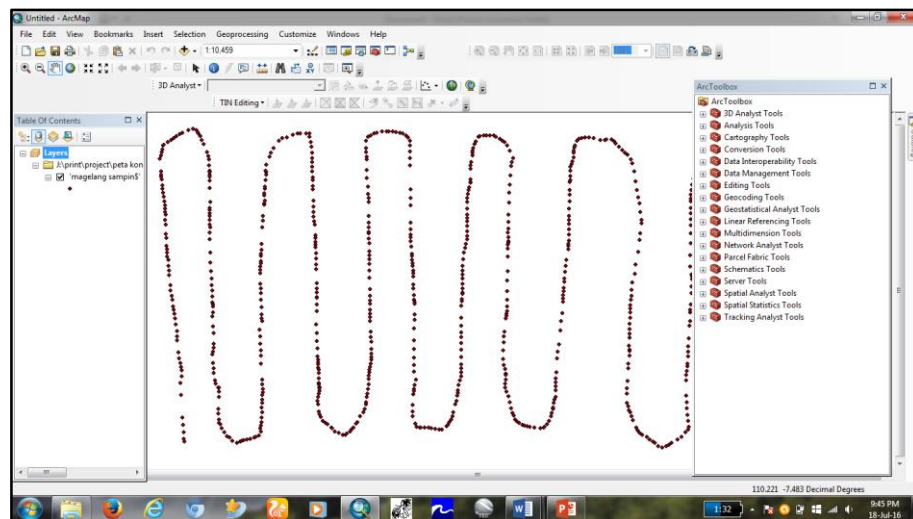 Untitled - ArcMap
File Edit View Bookmarks Insert Selection Geoprocessing Customize Windows Help
1:10.459
3D Analyst
TIN Editing
Table Of Contents
Layers
J:\print\project\peta kon
'magelang sampin$'
ArcToolbox
ArcToolbox
3D Analyst Tools
Analysis Tools
Cartography Tools
Conversion Tools
Data Interoperability Tools
Data Management Tools
Editing Tools
Geocoding Tools
Geostatistical Analyst Tools
Linear Referencing Tools
Multidimension Tools
Network Analyst Tools
Parcel Fabric Tools
Schematics Tools
Server Tools
Spatial Analyst Tools
Spatial Statistics Tools
Tracking Analyst Tools
110.221 -7.483 Decimal Degrees
1:32
9:45 PM
18-Jul-16